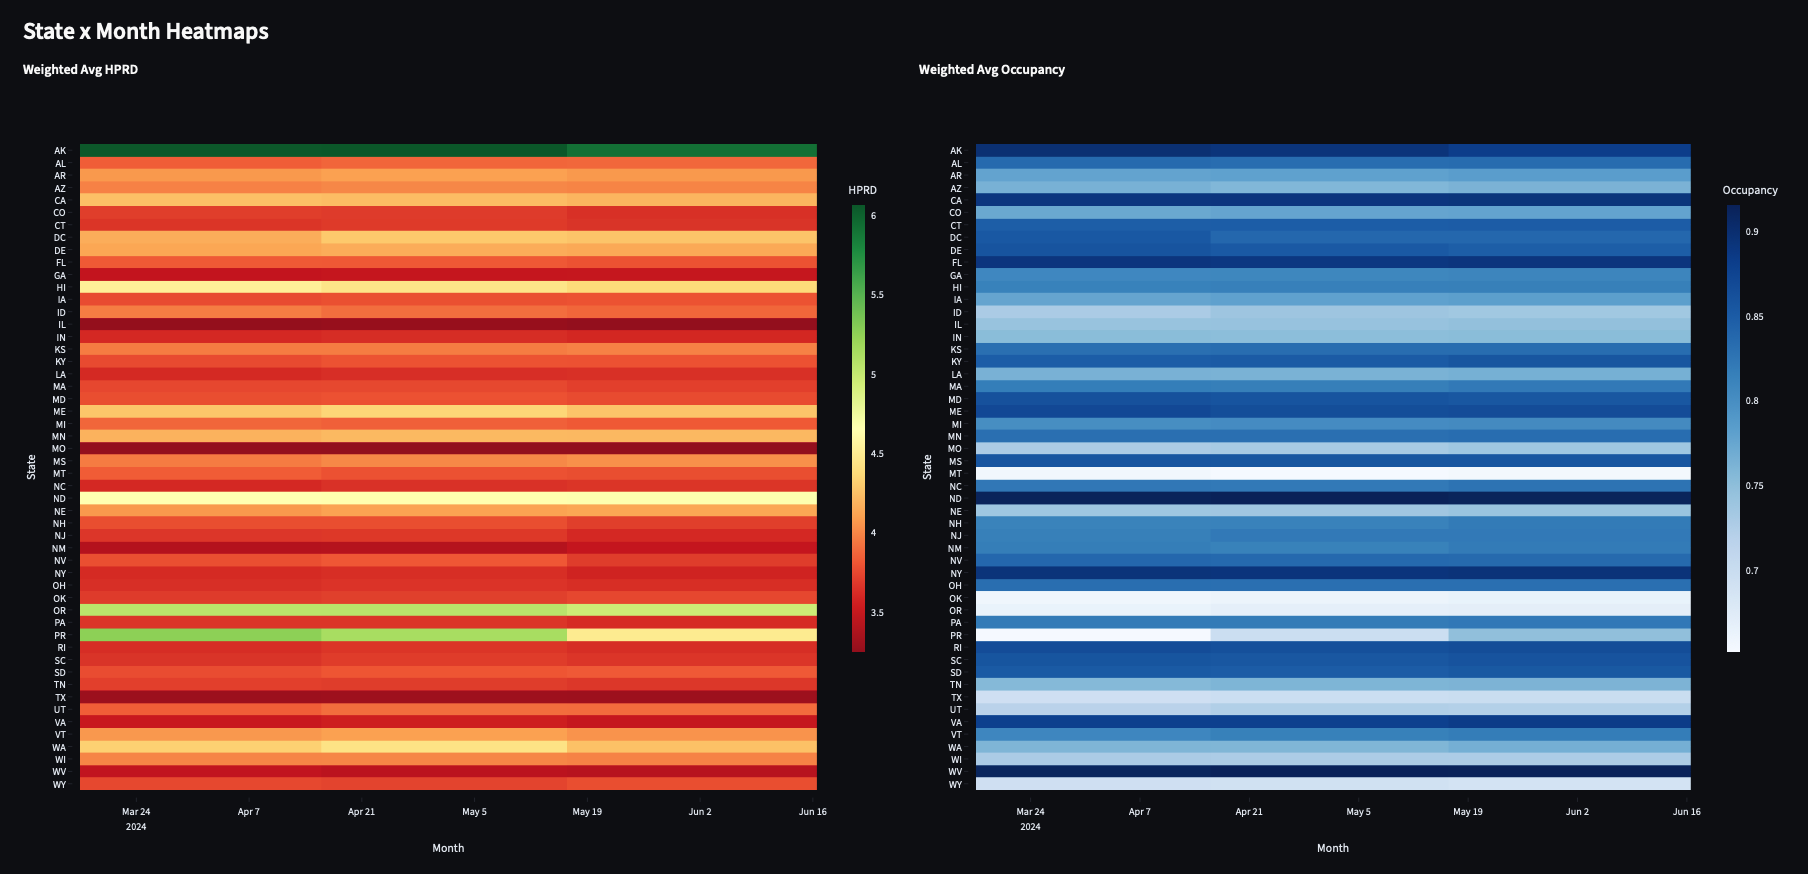 State x Month Heatmaps
Weighted Avg HPRD
State
AK
AL
AR
AZ
CA
CO
CT
DC
DE
FL
GA
HI
IA
ID
IL
IN
KS
KY
LA
MA
MD
ME
MI
MN
MO
MS
MT
NC
ND
NE
NH
NJ
NM
NV
NY
OH
OK
OR
PA
PR
RI
SC
SD
TN
TX
UT
VA
VT
WA
WI
WV
WY
Mar 24 Apr 7 Apr 21 May 5 May 19 Jun 2 Jun 16
2024
Month
HPRD
6
5.5
5
4.5
4
3.5
Weighted Avg Occupancy
State
AK
AL
AR
AZ
CA
CO
CT
DC
DE
FL
GA
HI
IA
ID
IL
IN
KS
KY
LA
MA
MD
ME
MI
MN
MO
MS
MT
NC
ND
NE
NH
NJ
NM
NV
NY
OH
OK
OR
PA
PR
RI
SC
SD
TN
TX
UT
VA
VT
WA
WI
WV
WY
Mar 24 Apr 7 Apr 21 May 5 May 19 Jun 2 Jun 16
2024
Month
Occupancy
0.9
0.85
0.8
0.75
0.7